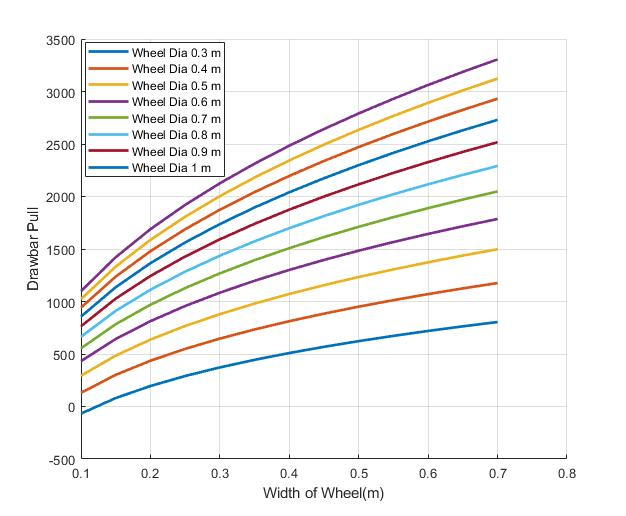 3500
3000
2500
2000
1500
1000
500
0
-500
Drawbar Pull
Wheel Dia 0.3 m
Wheel Dia 0.4 m
Wheel Dia 0.5 m
Wheel Dia 0.6 m
Wheel Dia 0.7 m
Wheel Dia 0.8 m
Wheel Dia 0.9 m
Wheel Dia 1 m
0.1 0.2 0.3 0.4 0.5 0.6 0.7 0.8
Width of Wheel(m)